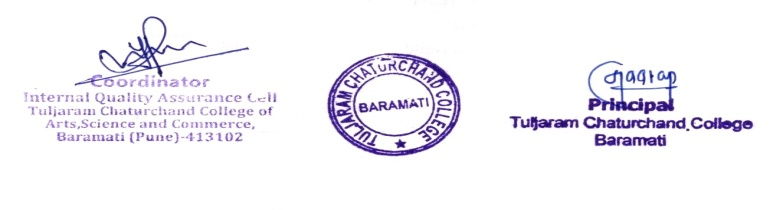 Coordinator
Internal Quality Assurance Cell
Tuljaram Chaturchand College of
Arts,Science and Commerce,
Baramati (Pune)-413102
TULJARAM CHATURCHAND COLLEGE
BARAMATI
Principal
Tuljaram Chaturchand College
Baramati